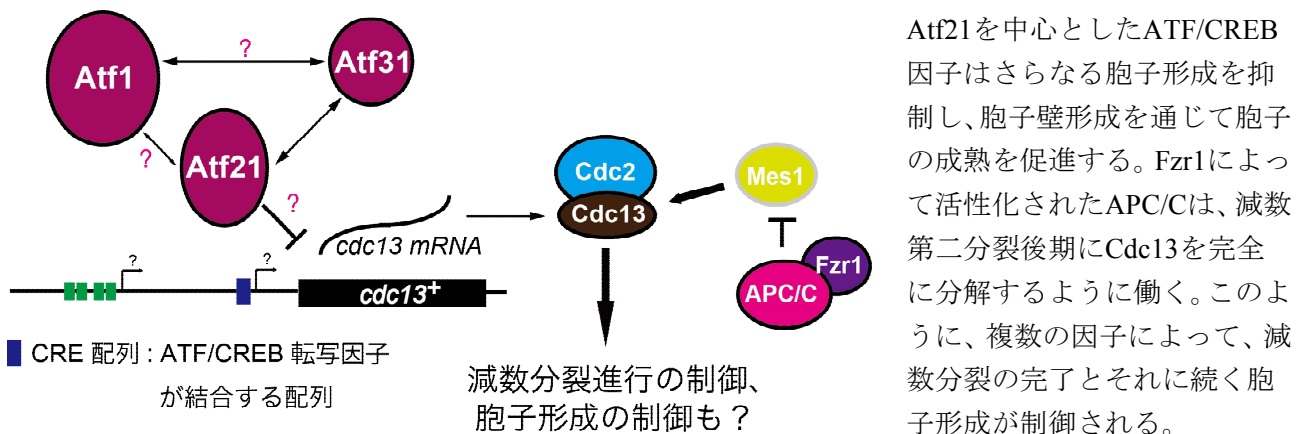 ?
Atf1
Atf31
?
Atf21
?
cdc13 mRNA
Cdc2
Cdc13
Mes1
Fzr1
APC/C
?
?
cdc13+
CRE 配列 : ATF/CREB 転写因子
が結合する配列
減数分裂進行の制御、
胞子形成の制御も？
Atf21を中心としたATF/CREB
因子はさらなる胞子形成を抑
制し、胞子壁形成を通じて胞子
の成熟を促進する。Fzr1によっ
て活性化されたAPC/Cは、減数
第二分裂後期にCdc13を完全
に分解するように働く。このよ
うに、複数の因子によって、減
数分裂の完了とそれに続く胞
子形成が制御される。